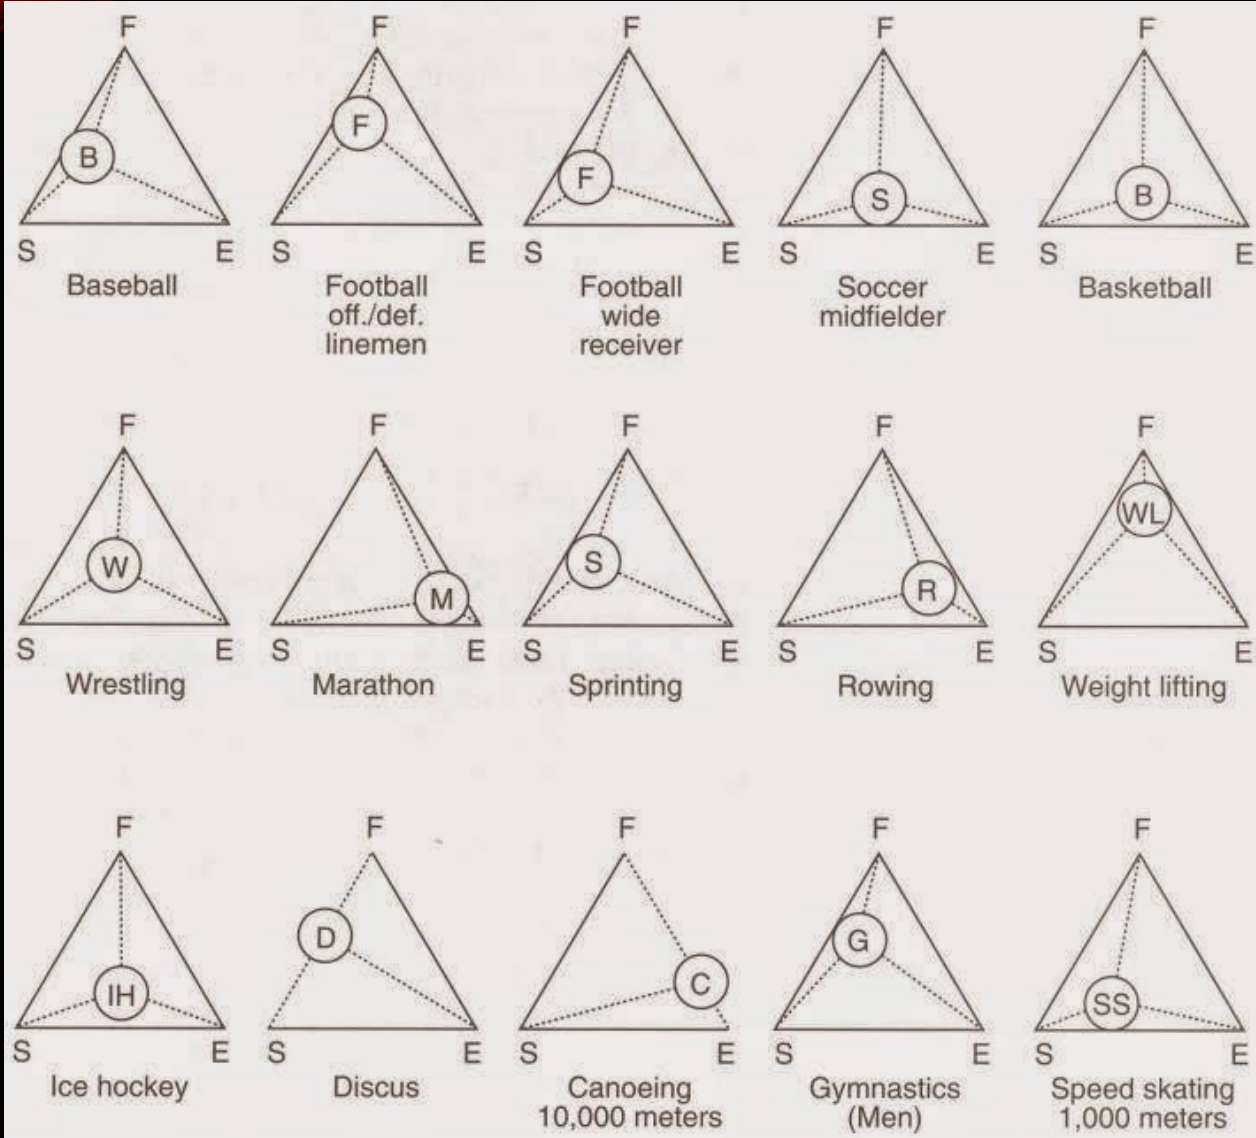 F F F F F
B F F S B
S E S E S E S E S E
Baseball Football Football Soccer Basketball
off./def. wide midfielder
linemen receiver
F F F F F
W M S R WL
S E S E S E S E S E
Wrestling Marathon Sprinting Rowing Weight lifting
F F F F F
IH D C G SS
S E S E S E S E S E
Ice hockey Discus Canoeing Gymnastics Speed skating
10,000 meters (Men) 1,000 meters